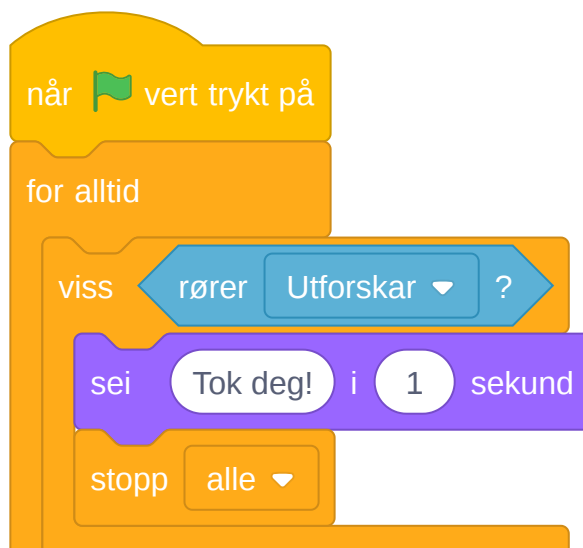 når vert trykt på
for alltid
viss rører Utforskar ?
sei Tok deg! i 1 sekund
stopp alle